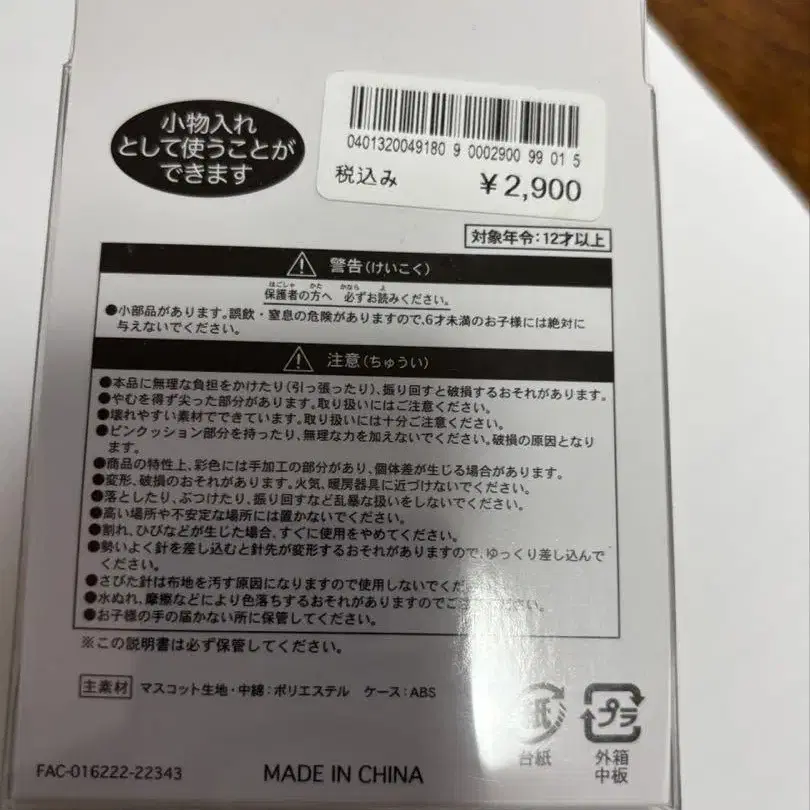 小物入れ
として使うことが
できます
0401320049180 9 0002900 99 01 5
税込み ￥2,900
対象年令:12才以上
警告(けいこく)
はごしゃ かた かなら よ
保護者の方へ 必ずお読みください。
●小部品があります。誤飲・窒息の危険がありますので、6才未満のお子様には絶対に
与えないでください。
注意(ちゅうい)
●本品に無理な負担をかけたり(引っ張ったり)、振り回すと破損するおそれがあります。
●やむを得ず尖った部分があります。取り扱いにはご注意ください。
●壊れやすい素材でできています。取り扱いには十分ご注意ください。
●ピンクッション部分を持ったり、無理な力を加えないでください。破損の原因となり
ます。
●商品の特性上、彩色には手加工の部分があり、個体差が生じる場合があります。
●変形、破損のおそれがあります。火気、暖房器具に近づけないでください。
●落としたり、ぶつけたり、振り回すなど乱暴な扱いをしないでください。
●高い場所や不安定な場所には置かないでください。
●割れ、ひびなどが生じた場合、すぐに使用をやめてください。
●勢いよく針を差し込むと針先が変形するおそれがありますので、ゆっくり差し込んで
ください。
●さびた針は布地を汚す原因になりますので使用しないでくだ
●水ぬれ、摩擦などにより色落ちするおそれがありますのでご
●お子様の手の届かない所に保管してください。
※この説明書は必ず保管してください。
主素材 マスコット生地・中綿:ポリエステル ケース:ABS
紙 プラ
台紙 外箱
中板
FAC-016222-22343 MADE IN CHINA